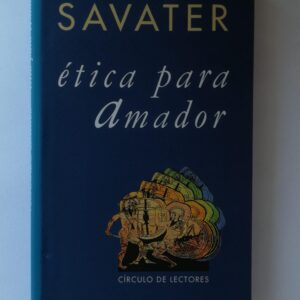 SAVATER
ética para
amador
CÍRCULO DE LECTORES